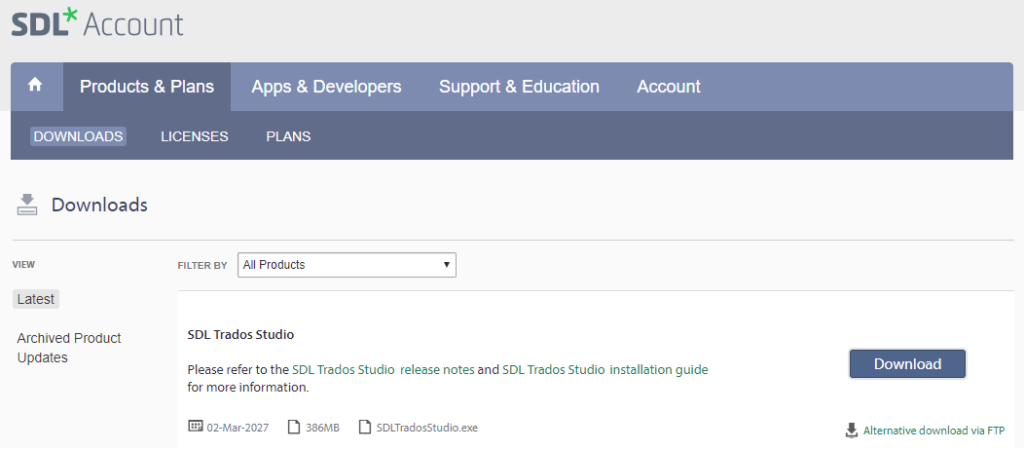 SDL* Account
Products & Plans Apps & Developers Support & Education Account
DOWNLOADS LICENSES PLANS
Downloads
VIEW
Latest
Archived Product
Updates
FILTER BY All Products
SDL Trados Studio
Please refer to the SDL Trados Studio release notes and SDL Trados Studio installation guide
for more information.
Download
02-Mar-2027 386MB SDLTradosStudio.exe
Alternative download via FTP